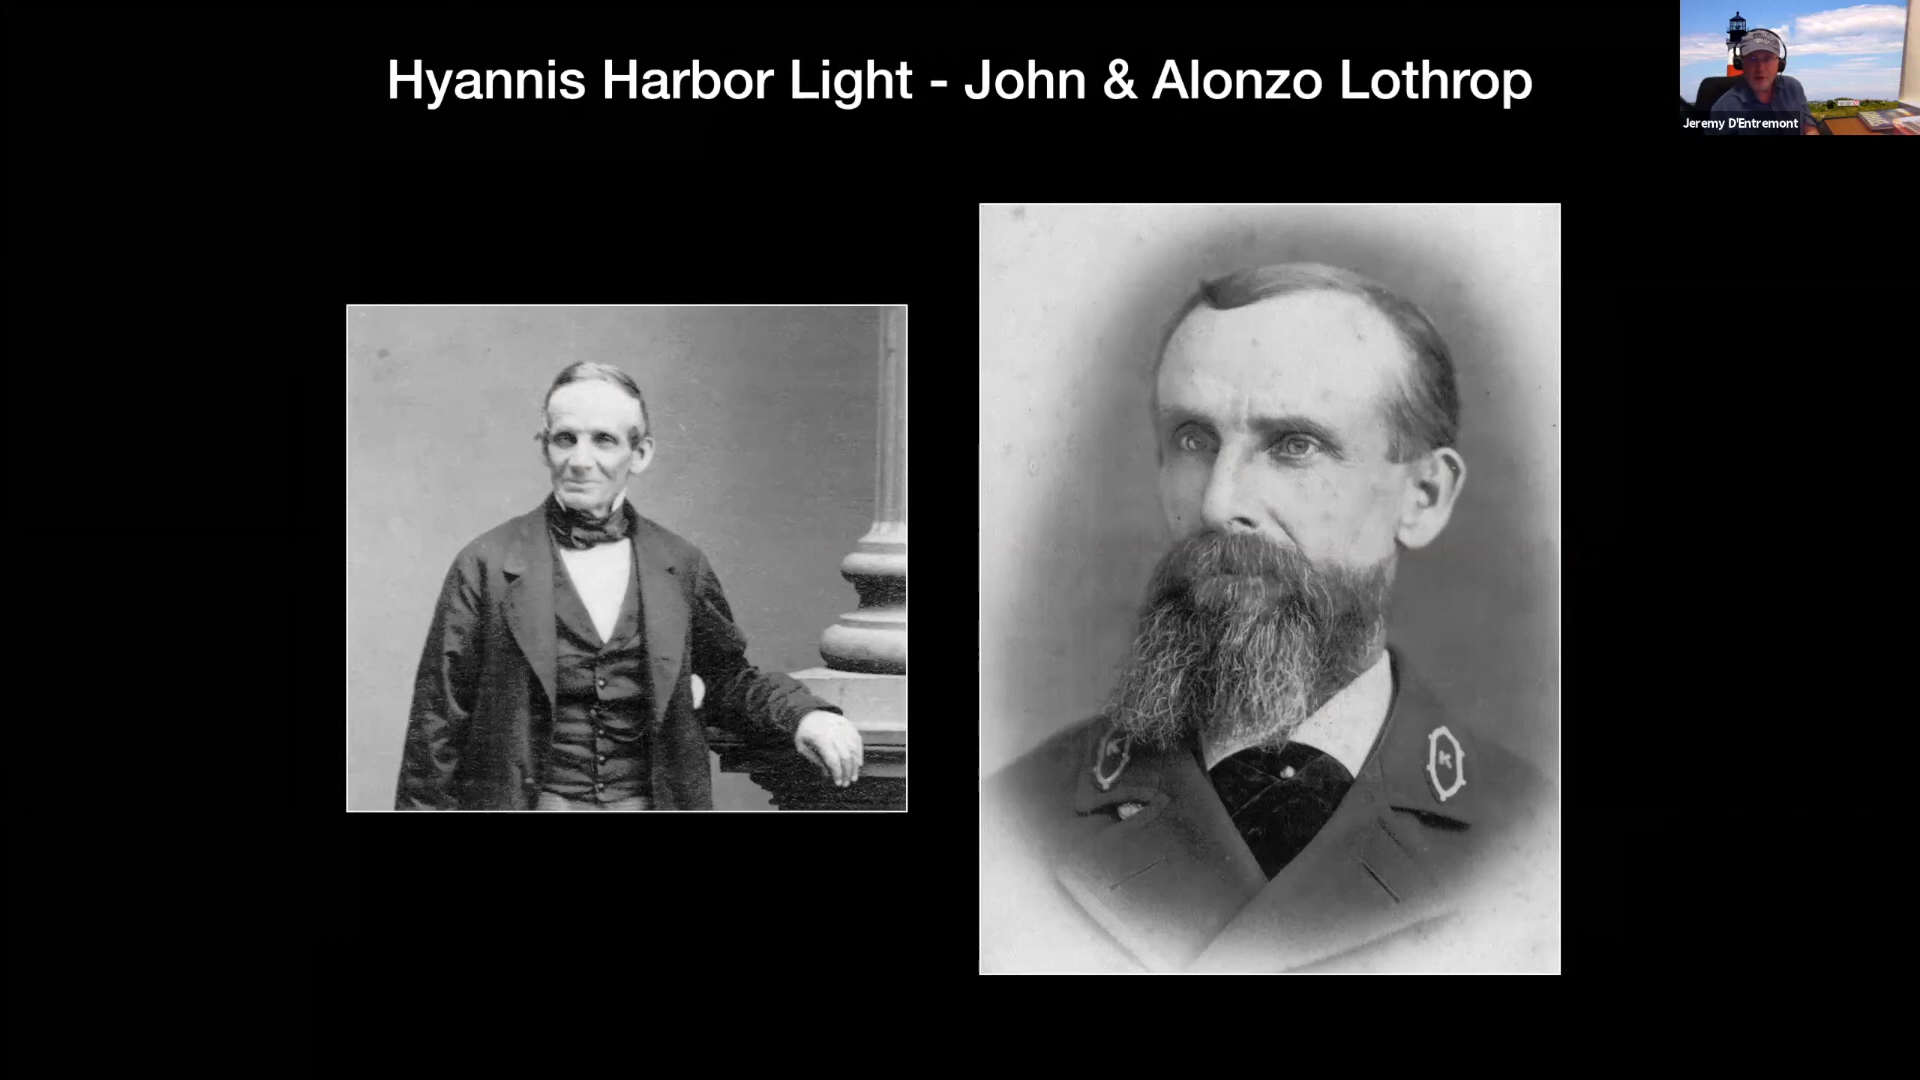 Hyannis Harbor Light - John & Alonzo Lothrop
Jeremy D'Entremont
K
K